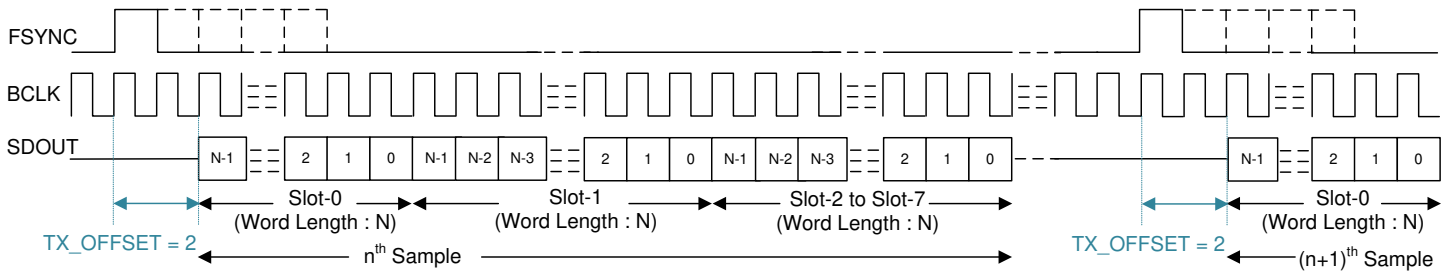 FSYNC
BCLK
SDOUT N-1 2 1 0 N-1 N-2 N-3 2 1 0 N-1 N-2 N-3 2 1 0 N-1 2 1 0
Slot-0 Slot-1 Slot-2 to Slot-7 Slot-0
(Word Length : N) (Word Length : N) (Word Length : N) (Word Length : N)
TX_OFFSET = 2 nth Sample TX_OFFSET = 2 (n+1)th Sample